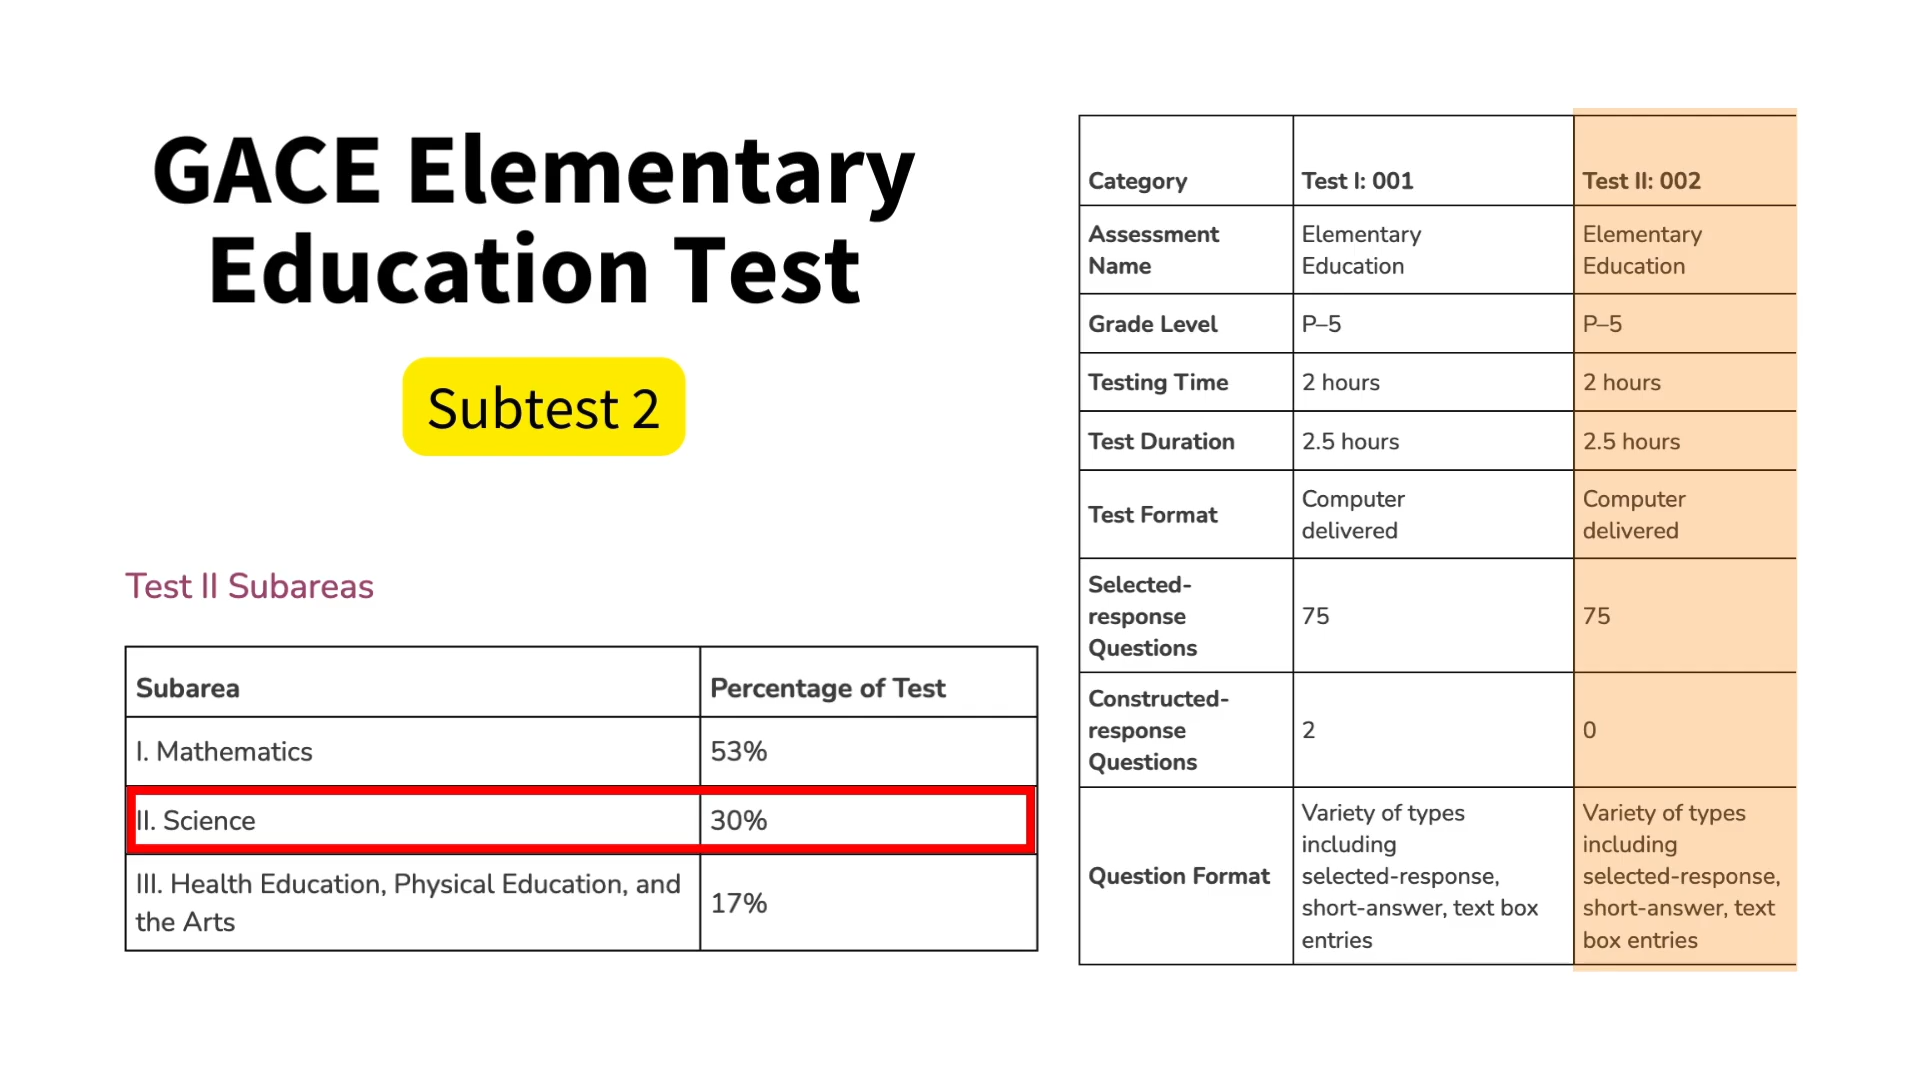 GACE Elementary
Education Test
Subtest 2
Test II Subareas
Subarea Percentage of Test
I. Mathematics 53%
II. Science 30%
III. Health Education, Physical Education, and
the Arts 17%
Category Test I: 001 Test II: 002
Assessment Elementary Elementary
Name Education Education
Grade Level P–5 P–5
Testing Time 2 hours 2 hours
Test Duration 2.5 hours 2.5 hours
Test Format Computer Computer
delivered delivered
Selected-
response 75 75
Questions
Constructed-
response 2 0
Questions
Variety of types Variety of types
including including
Question Format selected-response, selected-response,
short-answer, text box short-answer, text
entries box entries